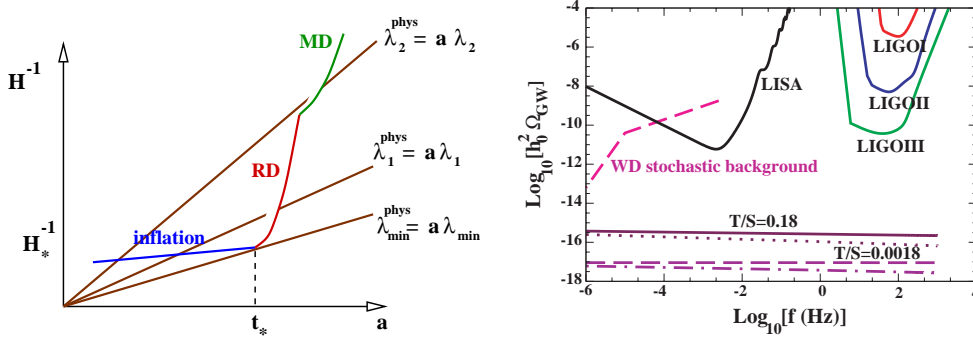 H^-1
H_*^-1
λ_2^phys = a λ_2
MD
λ_1^phys = a λ_1
RD
λ_min^phys = a λ_min
inflation
t_*
a
Log_10[h_0^2 Ω_GW]
-4
-6
-8
-10
-12
-14
-16
-18
LIGOI
LISA
LIGOII
LIGOIII
WD stochastic background
T/S=0.18
T/S=0.0018
-6
-4
-2
0
2
4
Log_10[f (Hz)]